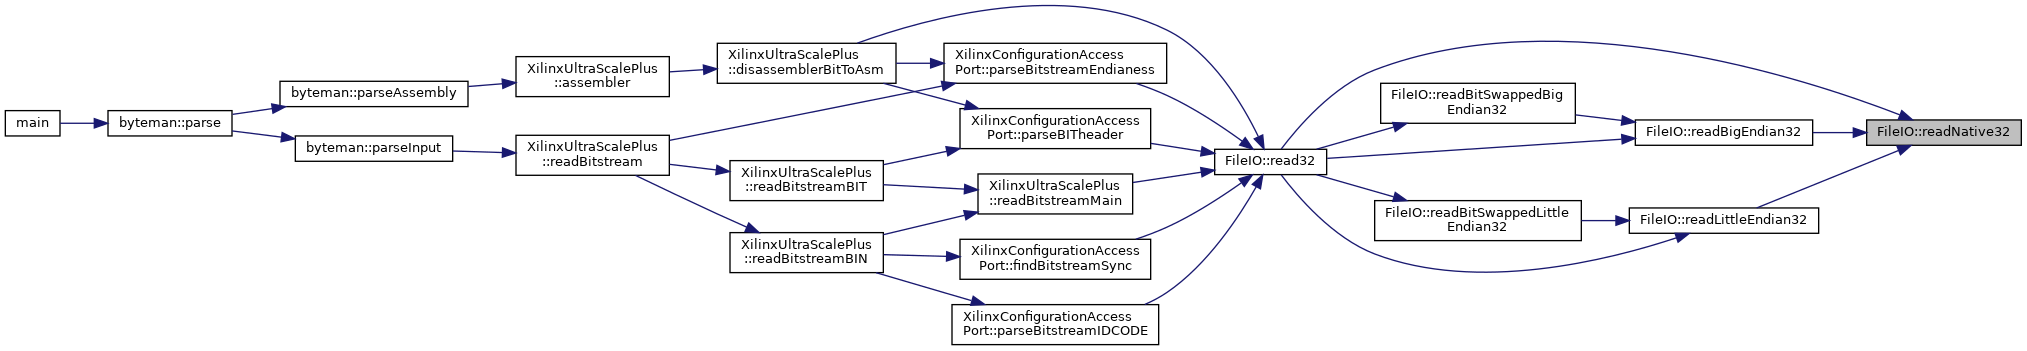 main
byteman::parse
byteman::parseAssembly
byteman::parseInput
XilinxUltraScalePlus
::assembler
XilinxUltraScalePlus
::readBitstream
XilinxUltraScalePlus
::disassemblerBitToAsm
XilinxUltraScalePlus
::readBitstreamBIT
XilinxUltraScalePlus
::readBitstreamBIN
XilinxConfigurationAccess
Port::parseBitstreamEndianess
XilinxConfigurationAccess
Port::parseBITheader
XilinxUltraScalePlus
::readBitstreamMain
XilinxConfigurationAccess
Port::findBitstreamSync
XilinxConfigurationAccess
Port::parseBitstreamIDCODE
FileIO::read32
FileIO::readBitSwappedBig
Endian32
FileIO::readBitSwappedLittle
Endian32
FileIO::readBigEndian32
FileIO::readLittleEndian32
FileIO::readNative32